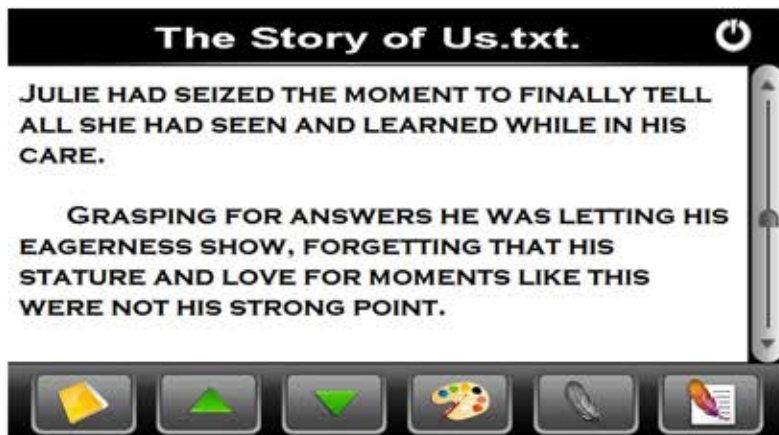 The Story of Us.txt.
JULIE HAD SEIZED THE MOMENT TO FINALLY TELL
ALL SHE HAD SEEN AND LEARNED WHILE IN HIS
CARE.
GRASPING FOR ANSWERS HE WAS LETTING HIS
EAGERNESS SHOW, FORGETTING THAT HIS
STATURE AND LOVE FOR MOMENTS LIKE THIS
WERE NOT HIS STRONG POINT.